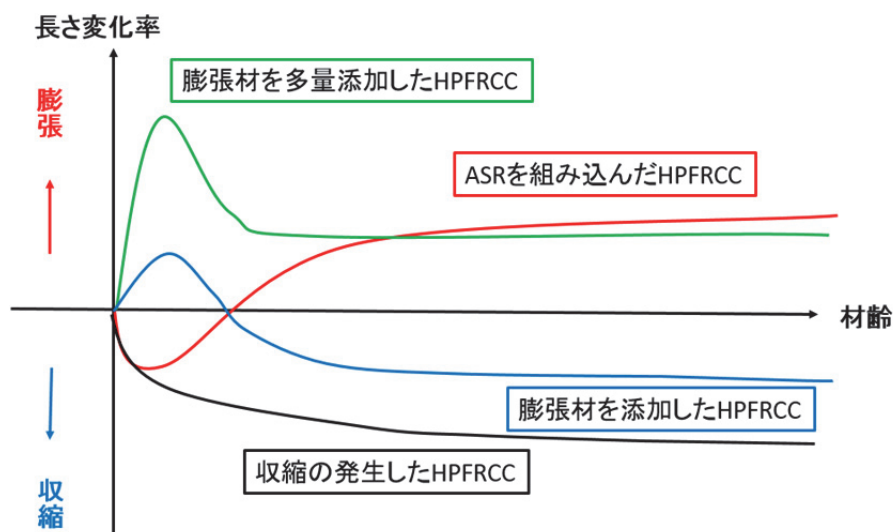 長さ変化率
膨張材を多量添加したHPFRCC
膨張
ASRを組み込んだHPFRCC
材齢
膨張材を添加したHPFRCC
収縮の発生したHPFRCC
収縮